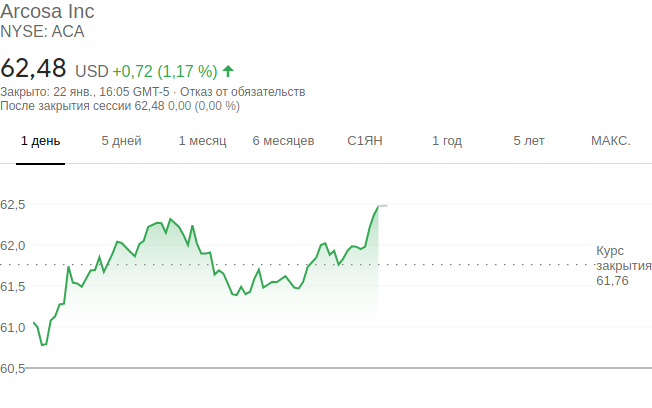 Arcosa Inc
NYSE: ACA
62,48 USD +0,72 (1,17 %)
Закрыто: 22 янв., 16:05 GMT-5 · Отказ от обязательств
После закрытия сессии 62,48 0,00 (0,00 %)
1 день 5 дней 1 месяц 6 месяцев С1ЯН 1 год 5 лет МАКС.
62,5
62,0
61,5
61,0
60,5
Курс
закрытия
61,76